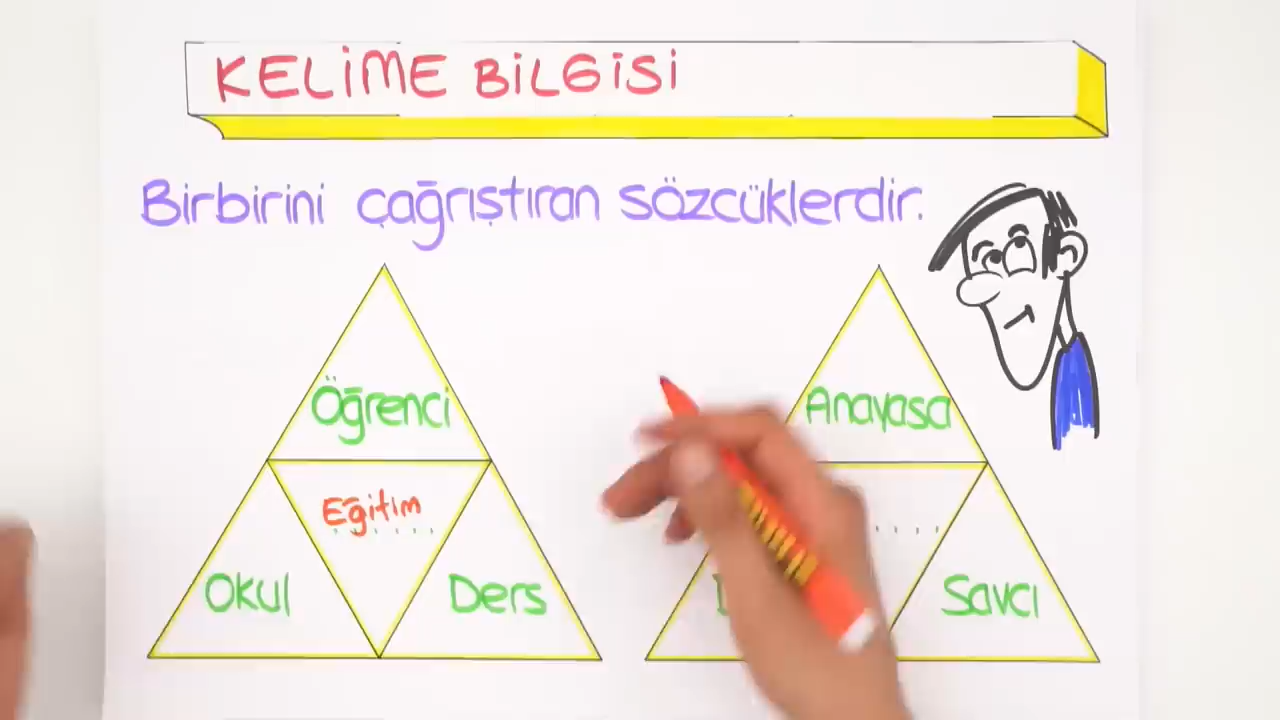 KELİME BİLGİSİ
Birbirini çağrıştıran sözcüklerdir.
Öğrenci
Anayasa
Eğitim
Okul
Ders
Savcı